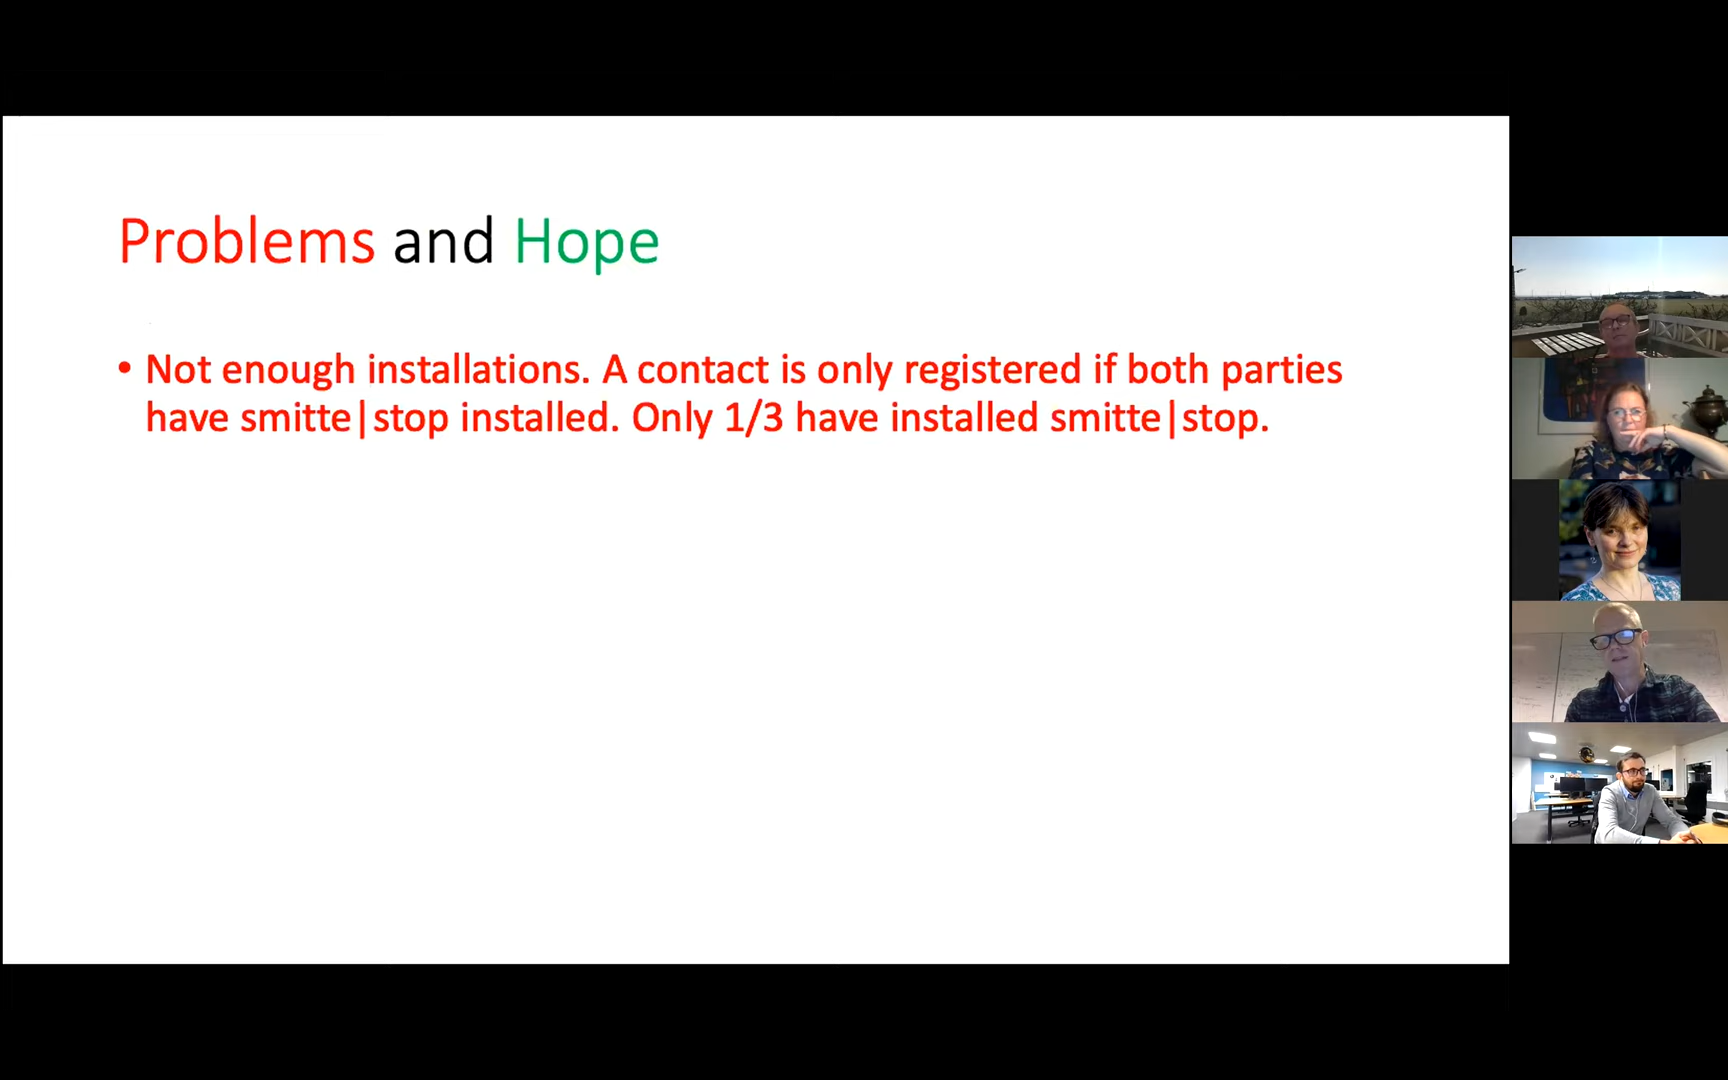 Problems and Hope
• Not enough installations. A contact is only registered if both parties
have smitte|stop installed. Only 1/3 have installed smitte|stop.